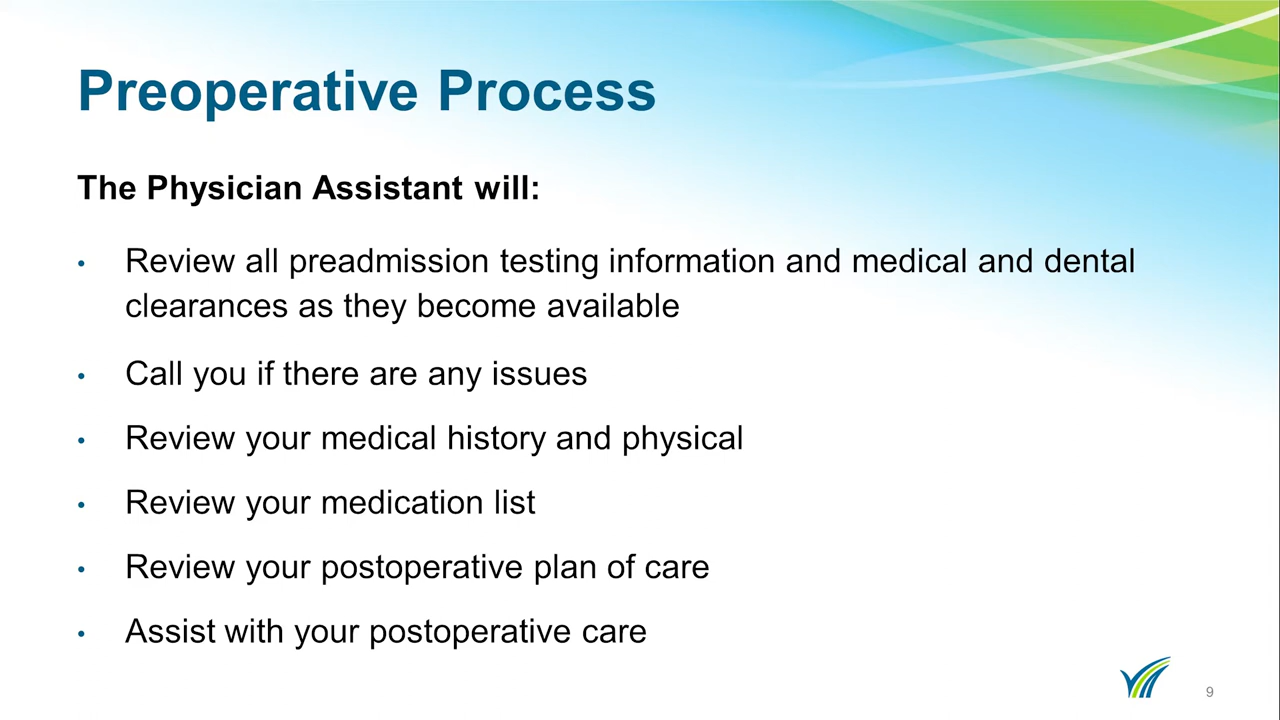 Preoperative Process
The Physician Assistant will:
• Review all preadmission testing information and medical and dental
clearances as they become available
• Call you if there are any issues
• Review your medical history and physical
• Review your medication list
• Review your postoperative plan of care
• Assist with your postoperative care
9